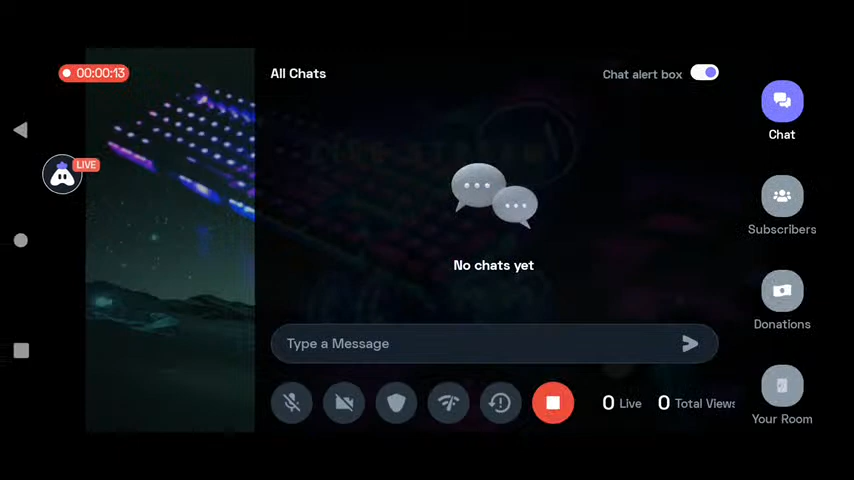 00:00:13
All Chats
Chat alert box
Chat
LIVE
No chats yet
Subscribers
Donations
Type a Message
0 Live
0 Total Views
Your Room